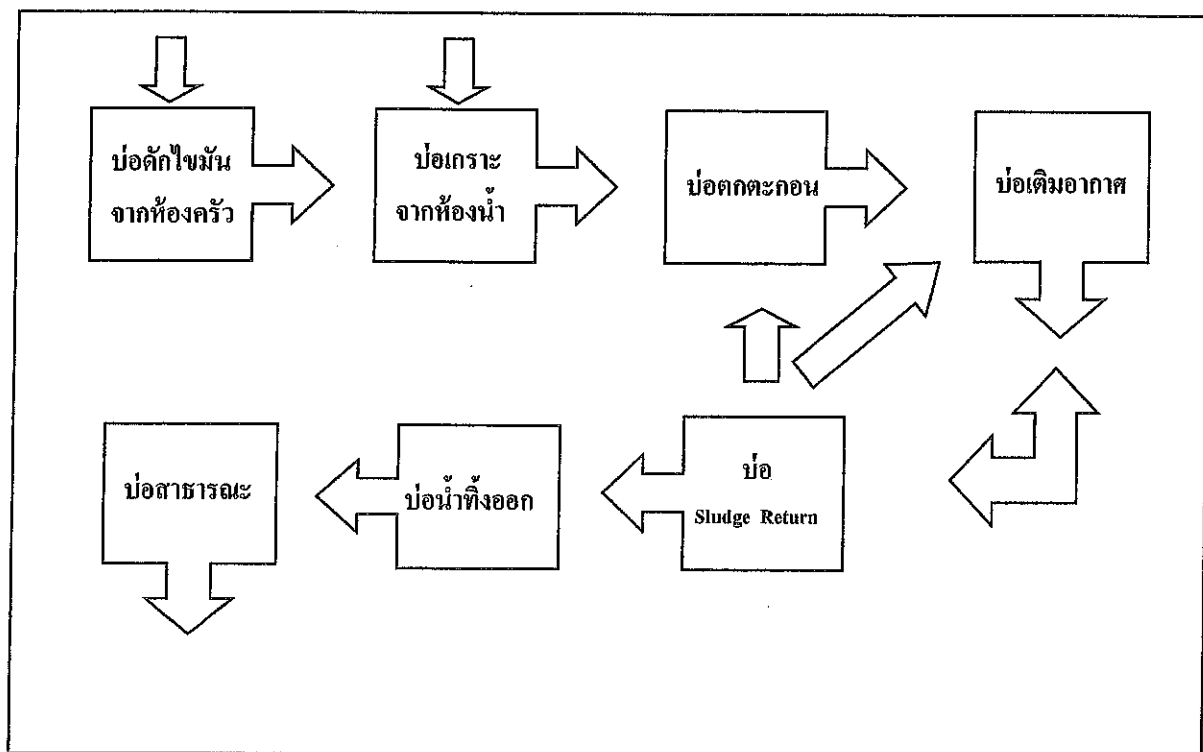 บ่อดักไขมัน
จากห้องครัว
บ่อเกราะ
จากห้องน้ำ
บ่อตกตะกอน
บ่อเติมอากาศ
บ่อสาธารณะ
บ่อน้ำทิ้งออก
บ่อ
Sludge Return